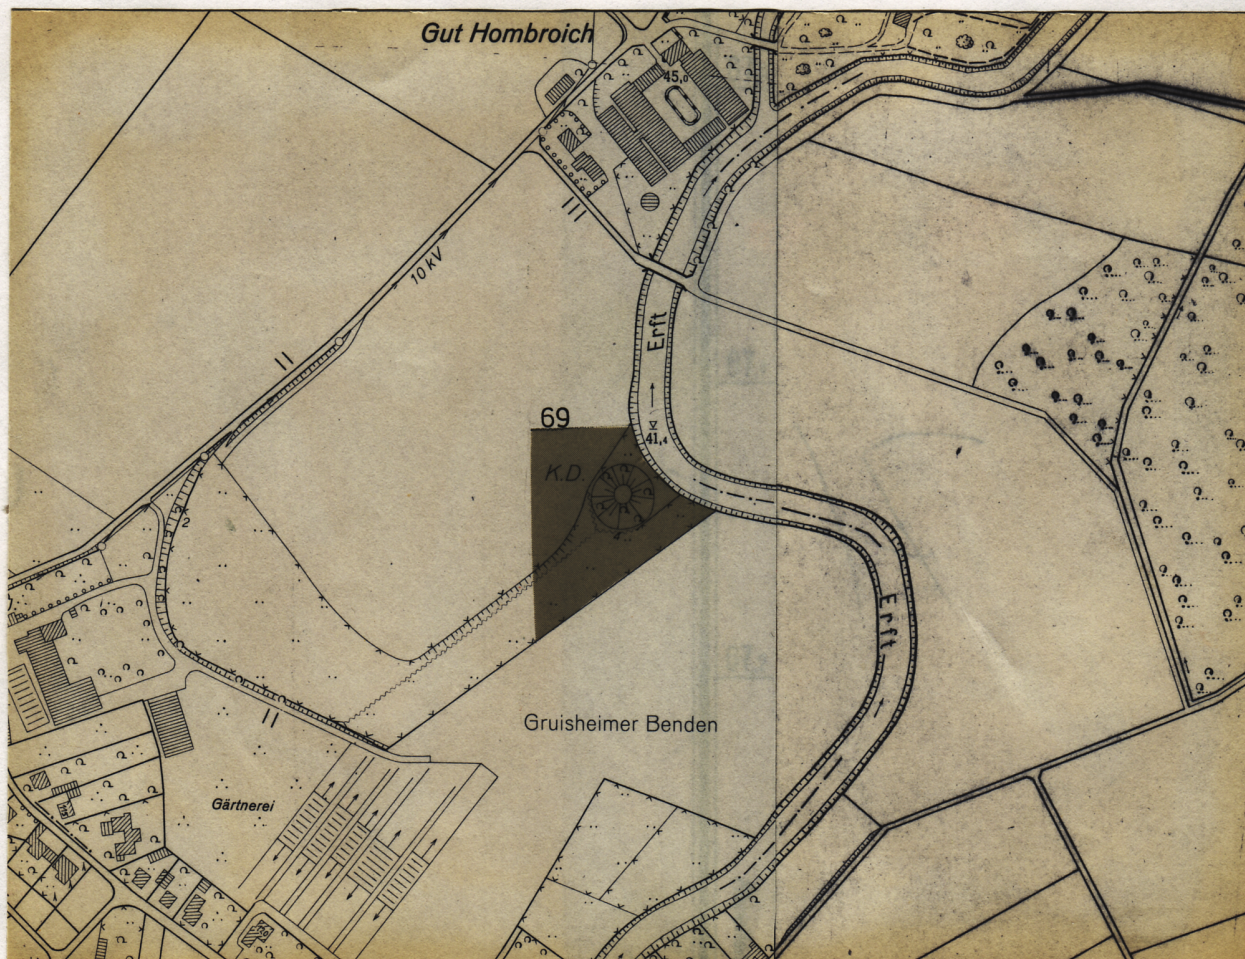 Gut Hombroich
45,0
III
10 KV
II
Erft
69
41,4
K.D.
2
Erft
II
Gruisheimer Benden
Gärtnerei